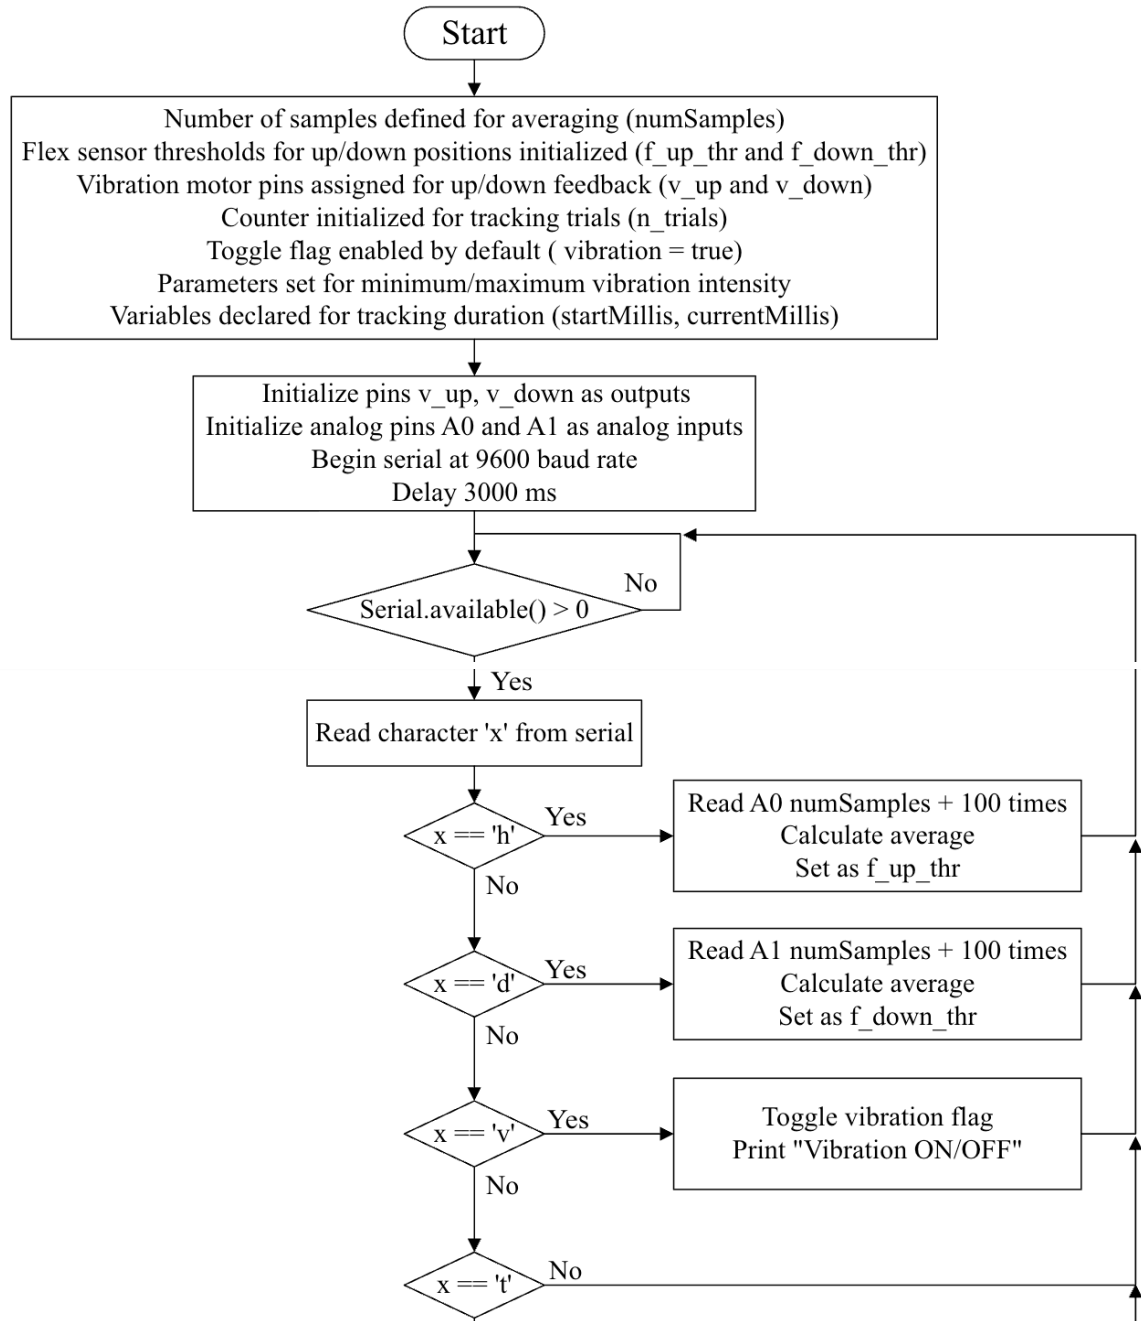 Start
Number of samples defined for averaging (numSamples)
Flex sensor thresholds for up/down positions initialized (f_up_thr and f_down_thr)
Vibration motor pins assigned for up/down feedback (v_up and v_down)
Counter initialized for tracking trials (n_trials)
Toggle flag enabled by default ( vibration = true)
Parameters set for minimum/maximum vibration intensity
Variables declared for tracking duration (startMillis, currentMillis)
Initialize pins v_up, v_down as outputs
Initialize analog pins A0 and A1 as analog inputs
Begin serial at 9600 baud rate
Delay 3000 ms
Serial.available() > 0
No
Yes
Read character 'x' from serial
x == 'h'
Yes
Read A0 numSamples + 100 times
Calculate average
Set as f_up_thr
No
x == 'd'
Yes
Read A1 numSamples + 100 times
Calculate average
Set as f_down_thr
No
x == 'v'
Yes
Toggle vibration flag
Print "Vibration ON/OFF"
No
x == 't'
No